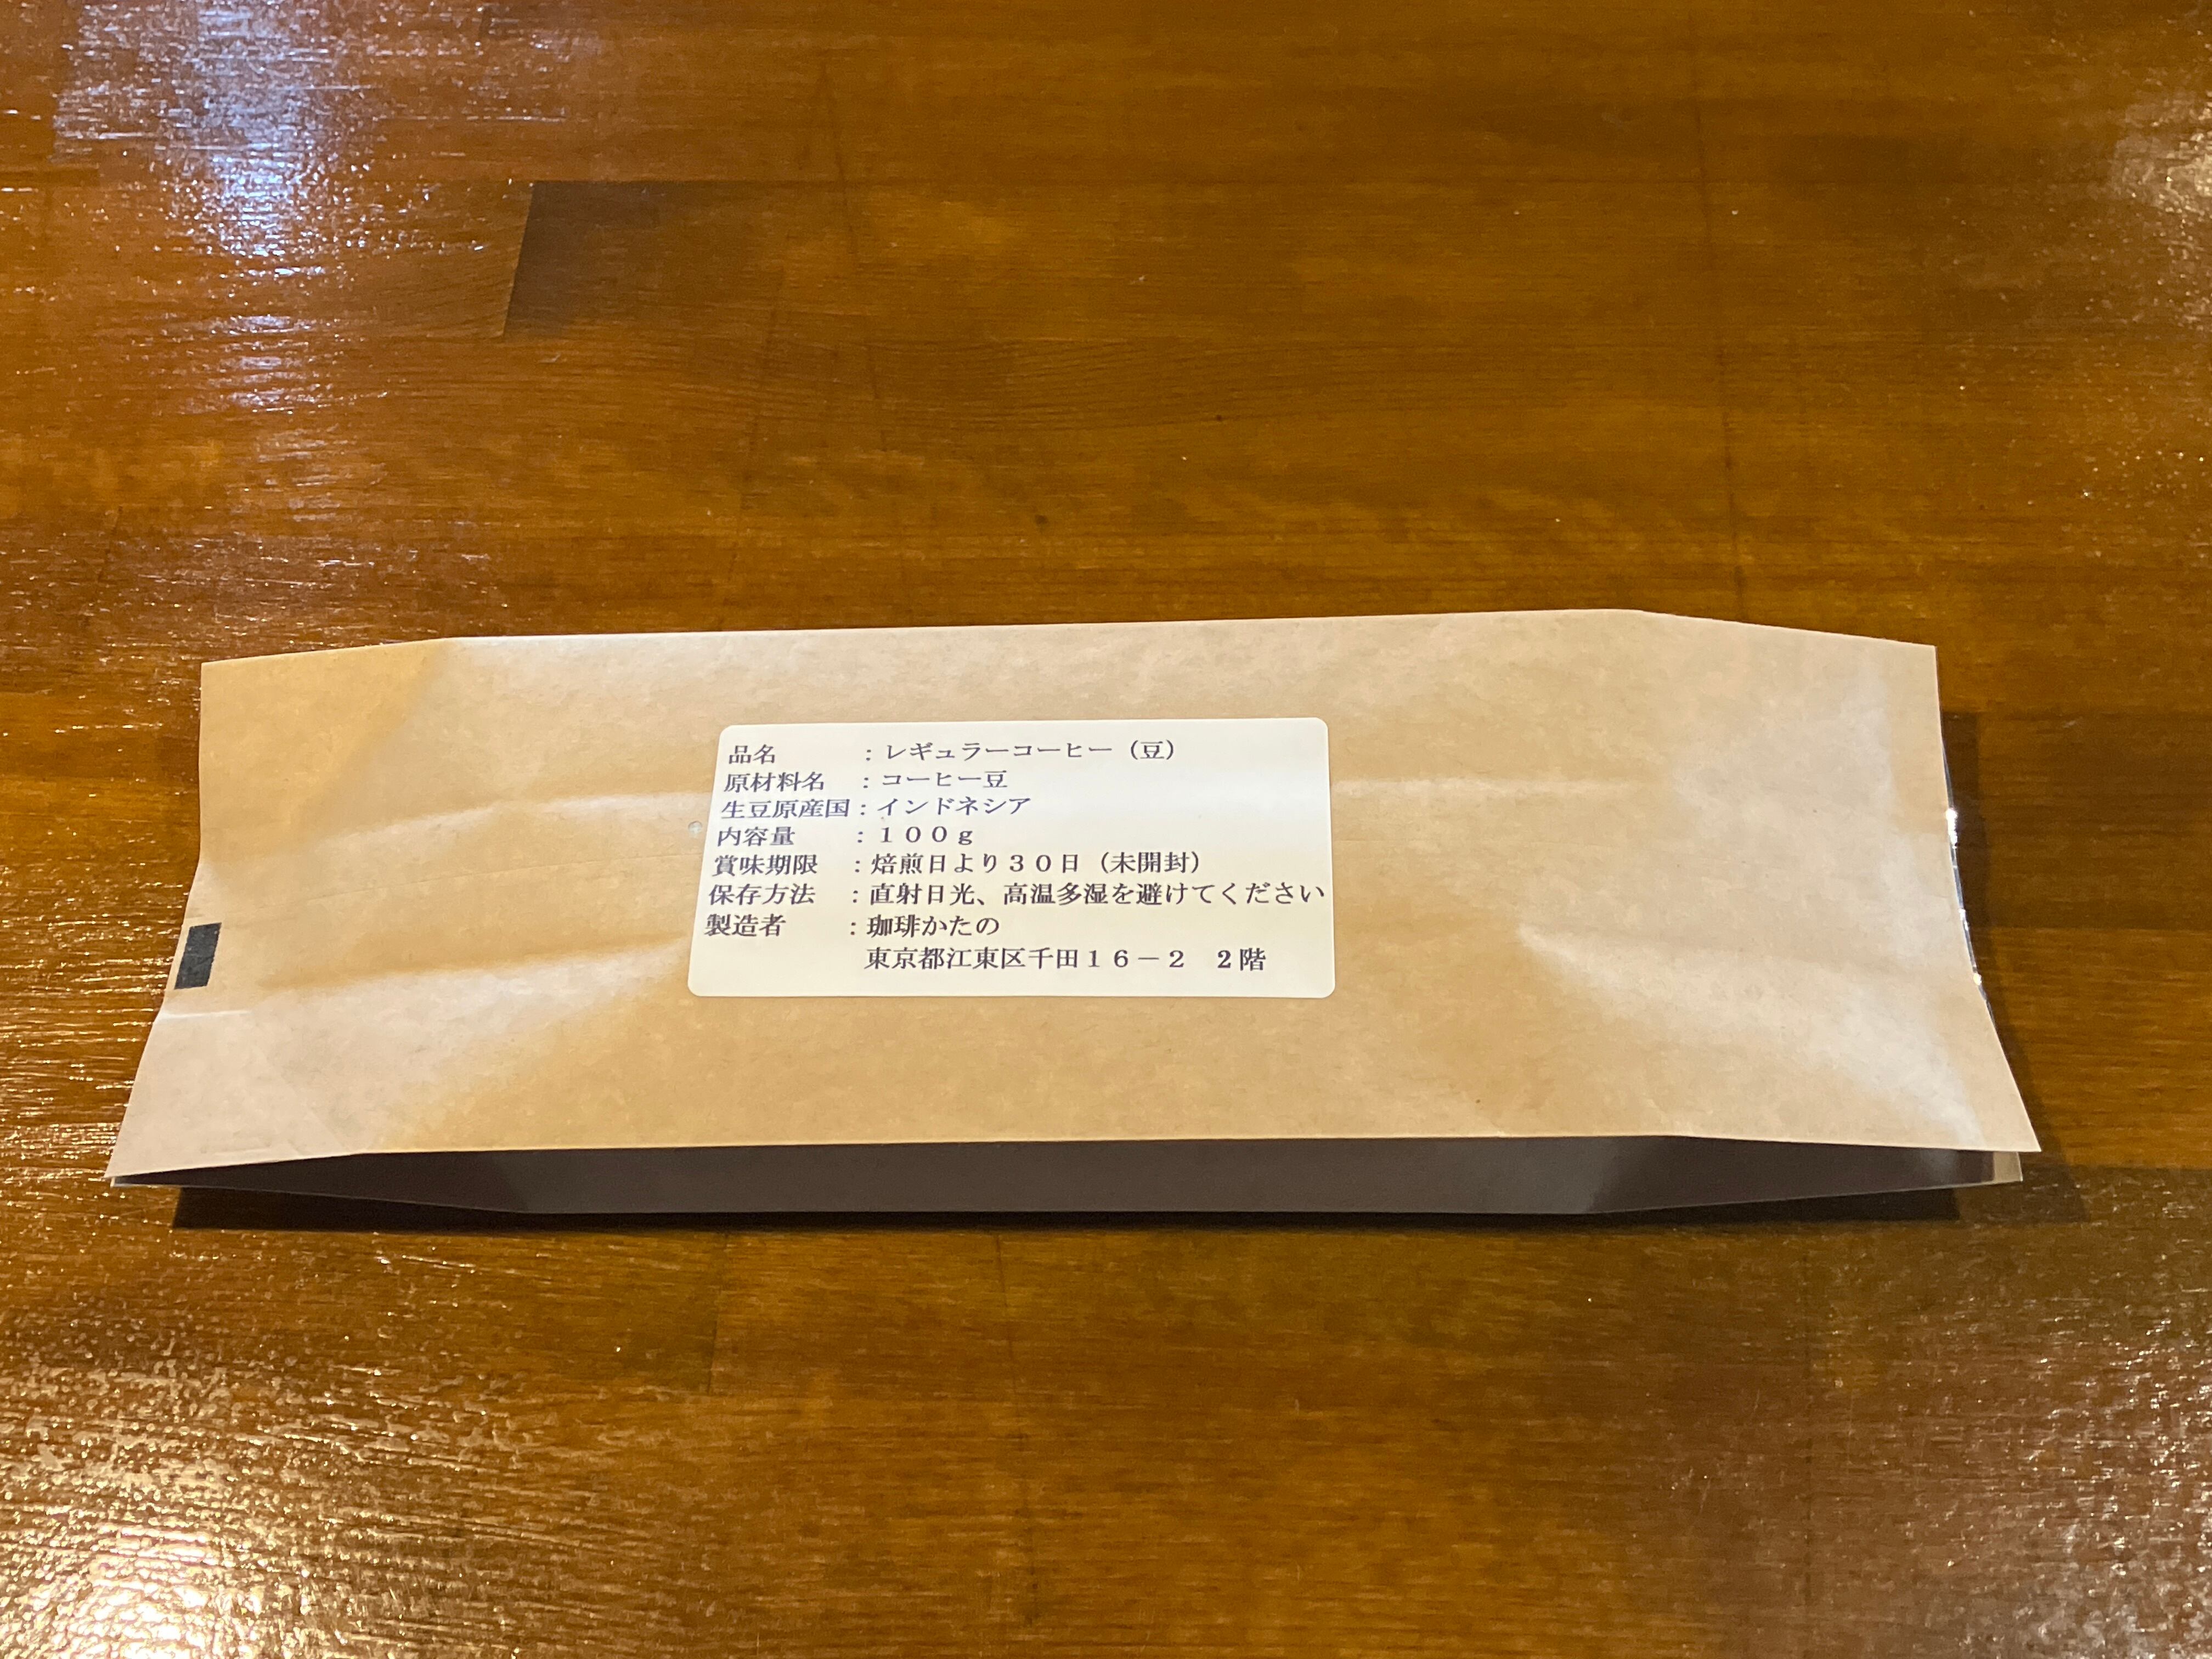 品名　　　：レギュラーコーヒー（豆）
原材料名　：コーヒー豆
生豆原産国：インドネシア
内容量　　：１００ｇ
賞味期限　：焙煎日より３０日（未開封）
保存方法　：直射日光、高温多湿を避けてください
製造者　　：珈琲かたの
東京都江東区千田１６－２　２階